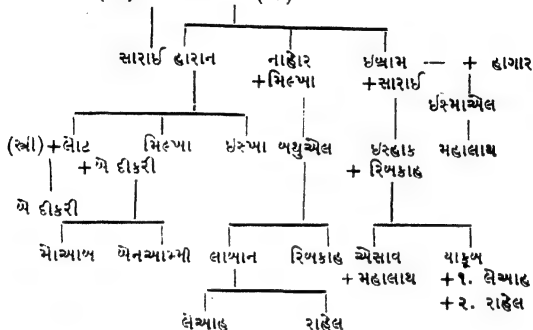 સારાઈ હારાન નાહોર ઇબ્રામ — + હાગાર
+મિલ્ખા +સારાઈ
ઇસ્માએલ
(સ્ત્રી) + લોટ મિલ્ખા ઇસ્ખા બથુએલ ઇસ્હાક મહાલાથ
+ બે દીકરી + રિબકાહ
બે દીકરી
મોઆબ બેનઆમ્મી લાબાન રિબકાહ એસાવ યાકૂબ
+ મહાલાથ +૧. લેઆહ
+૨. રાહેલ
લેઆહ રાહેલ